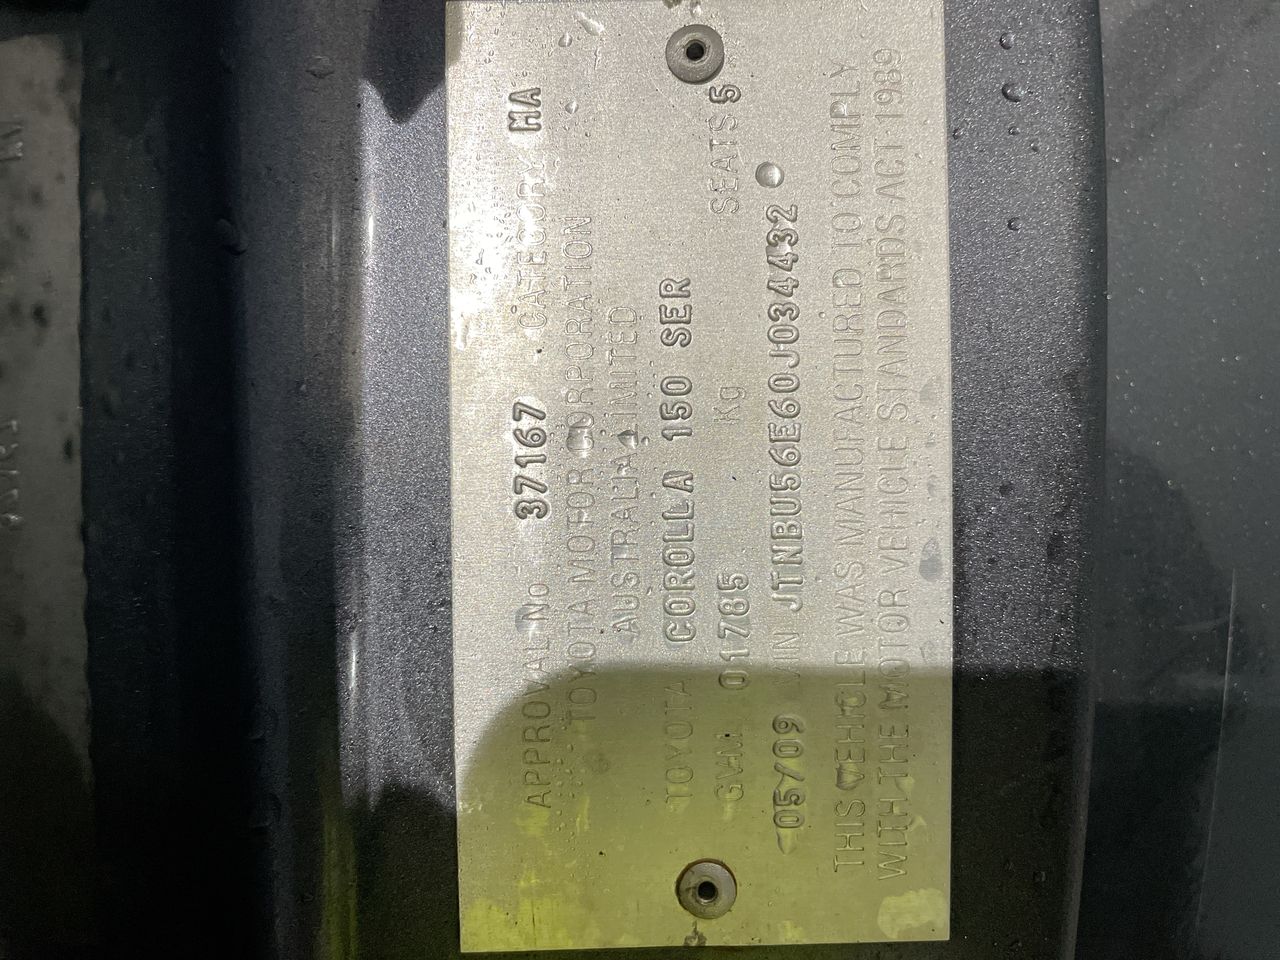 APPROVAL No 37167 CATEGORY MA
TOYOTA MOTOR CORPORATION
AUSTRALIA LIMITED
TOYOTA COROLLA 150 SER
GVM 01785 Kg SEATS 5
05/09 VIN JTNBU56E60J034432
THIS VEHICLE WAS MANUFACTURED TO COMPLY
WITH THE MOTOR VEHICLE STANDARDS ACT 1989